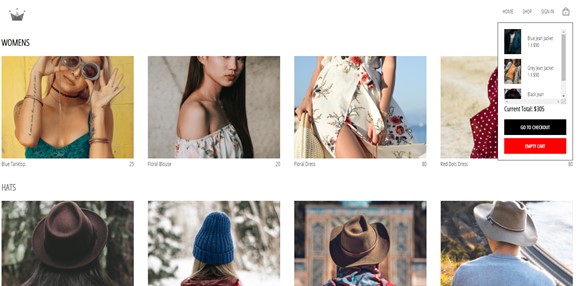 HOME SHOP SIGN IN
WOMENS
Blue Jean Jacket
1 x $90
Grey Jean Jacket
1 x $90
Black Jean
Current Total: $305
GO TO CHECKOUT
EMPTY CART
Blue Tanktop 25
Floral Blouse 20
Floral Dress 80
Red Dots Dress 80
HATS